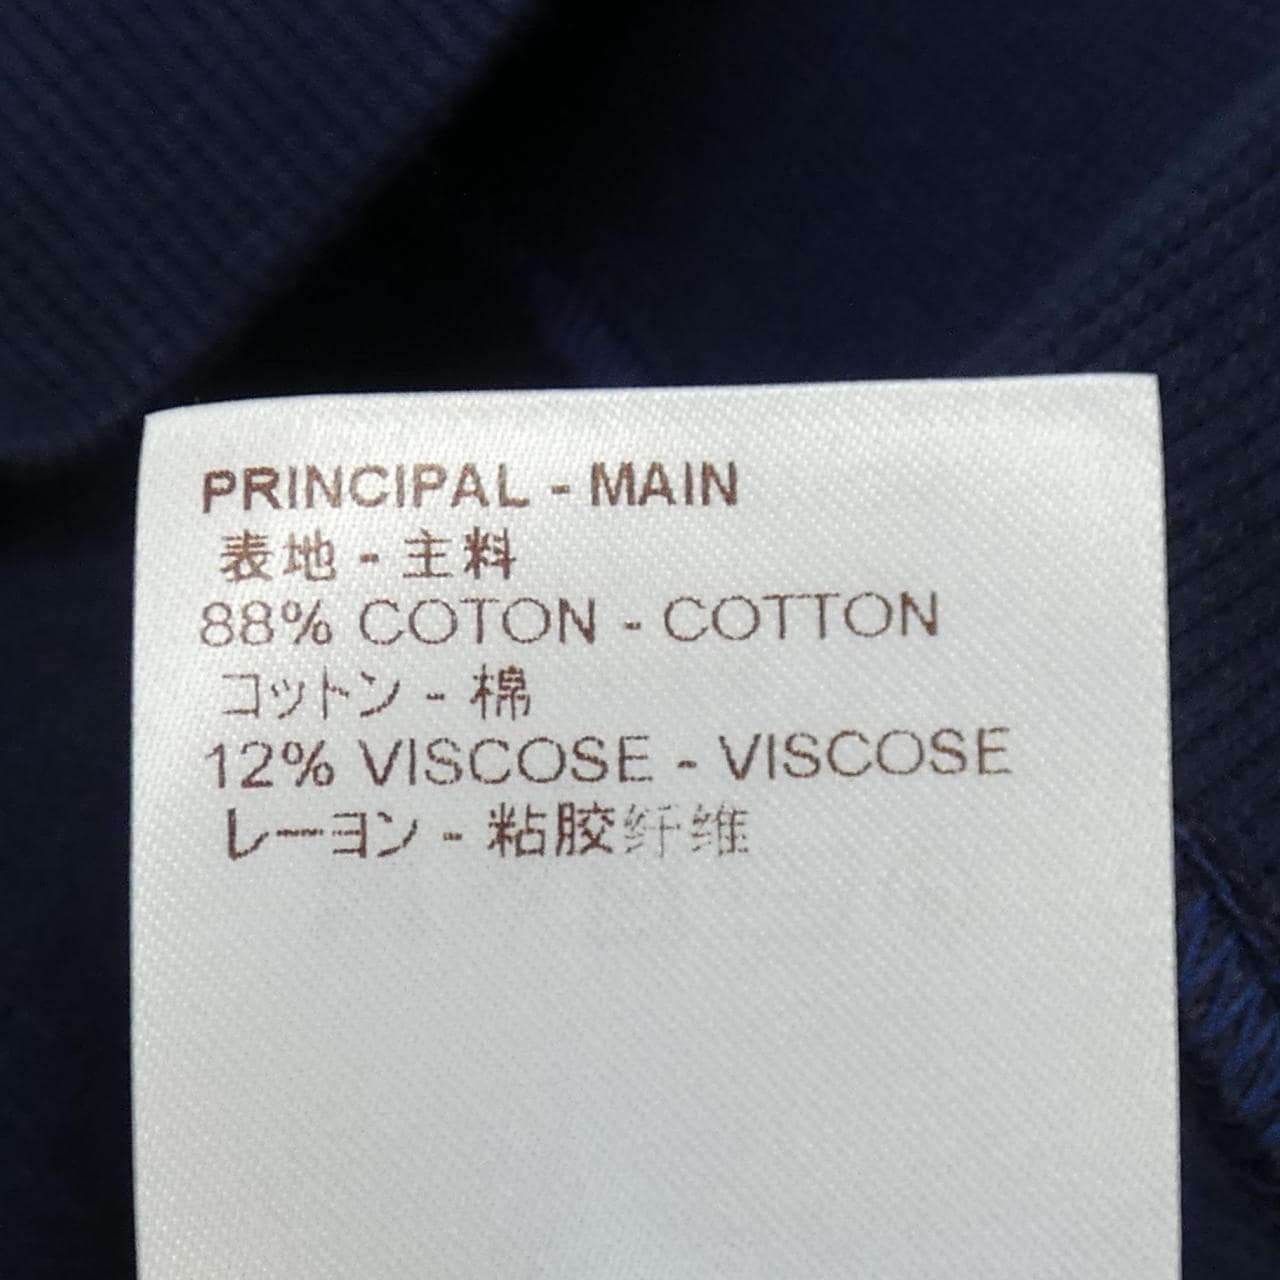 PRINCIPAL - MAIN
表地 - 主料
88% COTON - COTTON
コットン - 棉
12% VISCOSE - VISCOSE
レーヨン - 粘胶纤维